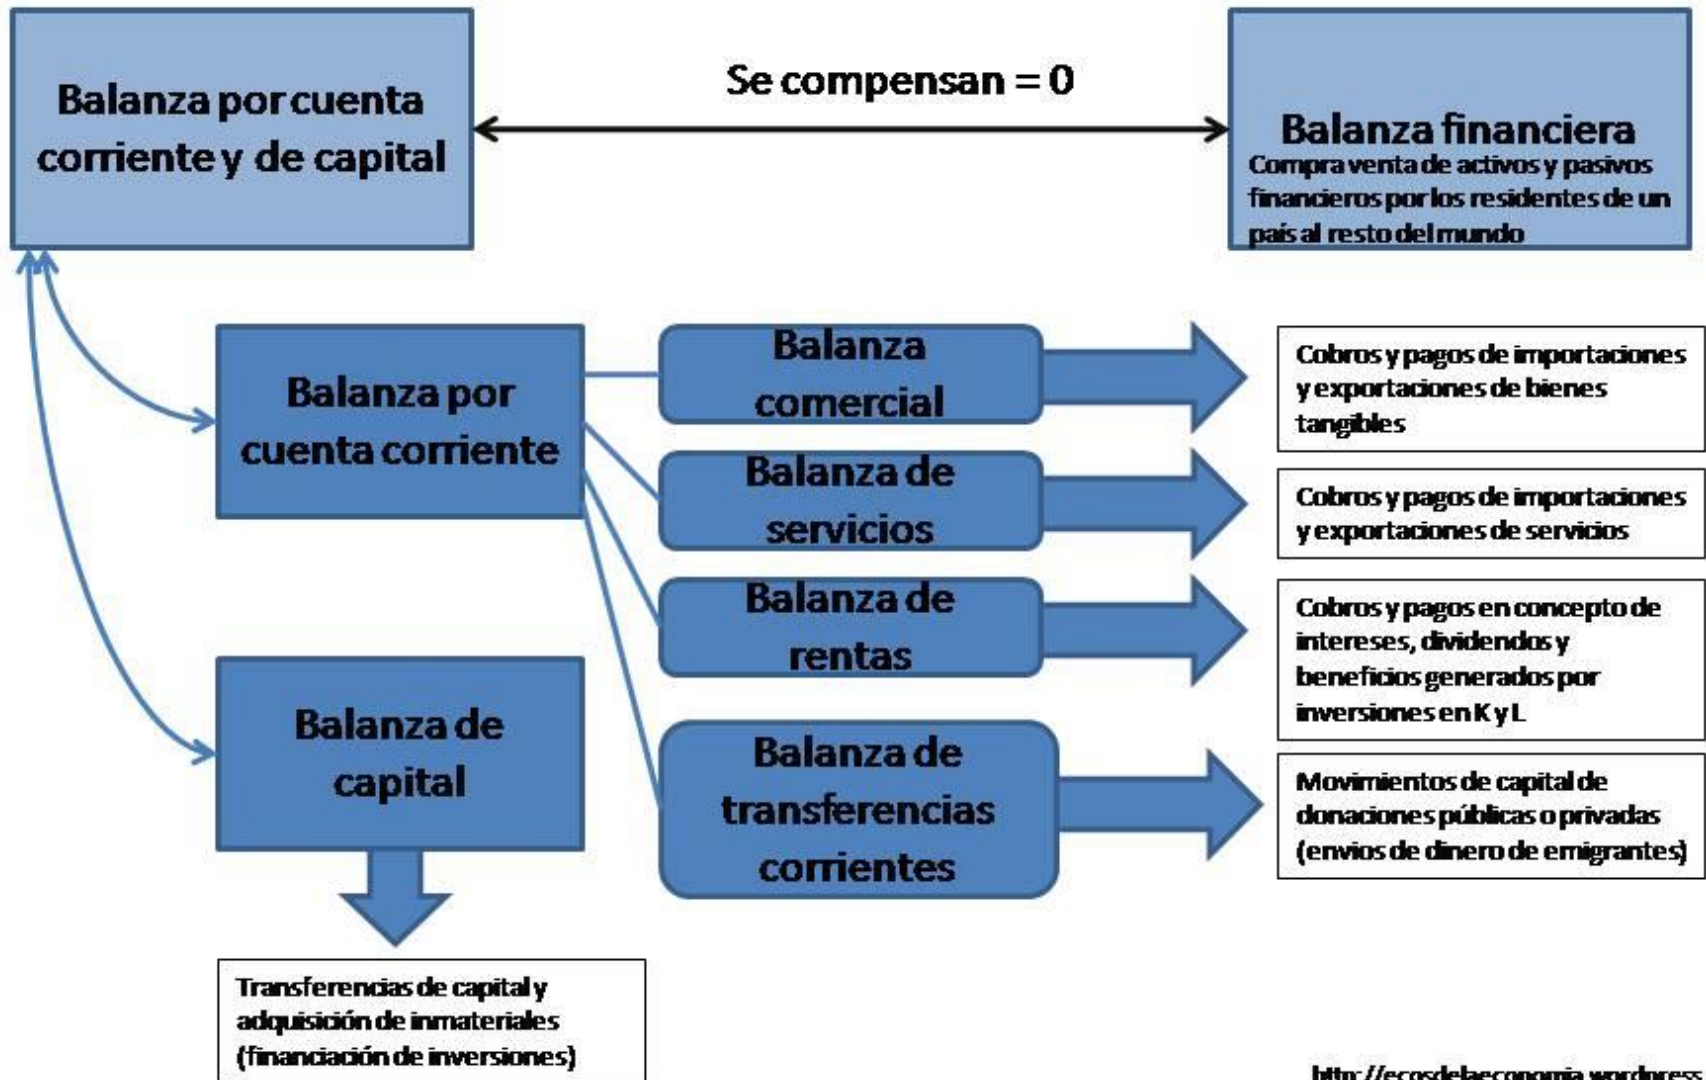 Balanza por cuenta
corriente y de capital
Se compensan = 0
Balanza financiera
Compra venta de activos y pasivos
financieros por los residentes de un
país al resto del mundo
Balanza por
cuenta corriente
Balanza
comercial
Cobros y pagos de importaciones
y exportaciones de bienes
tangibles
Balanza de
servicios
Cobros y pagos de importaciones
y exportaciones de servicios
Balanza de
rentas
Cobros y pagos en concepto de
intereses, dividendos y
beneficios generados por
inversiones en K y L
Balanza de
transferencias
corrientes
Movimientos de capital de
donaciones públicas o privadas
(envios de dinero de emigrantes)
Balanza de
capital
Transferencias de capital y
adquisición de inmateriales
(financiación de inversiones)
http://ecosdelaeconomia.wordpress